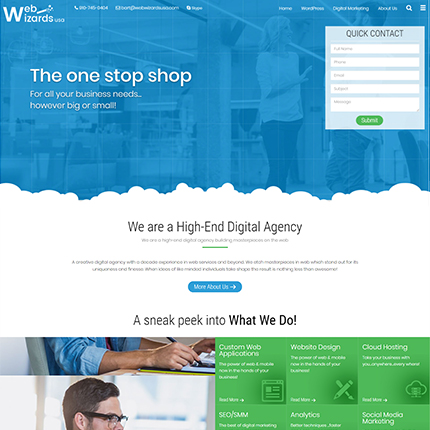 Web Wizards usa
919-746-0404
Skype
Home
WordPress
Digital Marketing
About Us
QUICK CONTACT
Full Name
Phone
Email
Subject
Message
Submit
The one stop shop
For all your business needs...
however big or small!
We are a High-End Digital Agency
We are a high-end digital agency building masterpieces on the web
A creative digital agency with a decade experience in web services and beyond. We stich masterpieces in web which stand out for its
uniqueness and finesse. When ideas of like minded individuals take shape the result is nothing less than awesome!
More About Us
A sneak peek into What We Do!
Custom Web
Applications
The power of web & mobile
now in the hands of your
business!
Read More
Website Design
The power of web & mobile
now in the hands of your
business!
Read More
Cloud Hosting
Take your business with
you...anywhere...every where!
Read More
SEO/SMM
The best of digital marketing
Analytics
Better techniques , faster
Social Media
Marketing